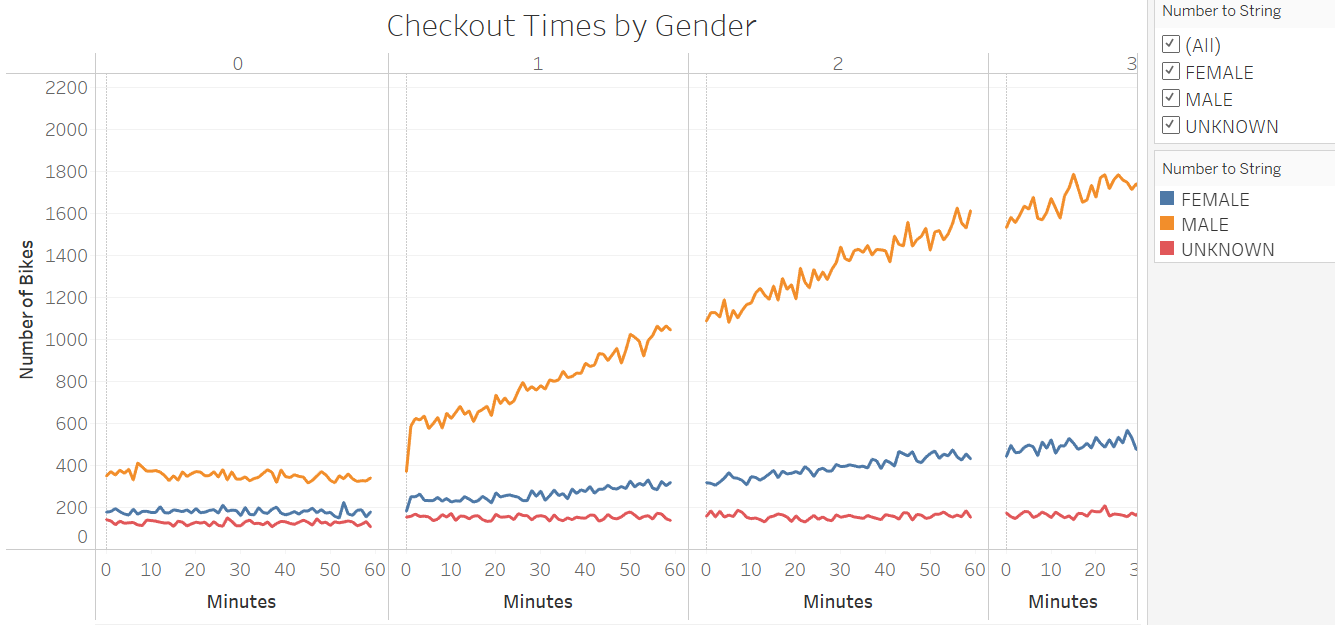 Checkout Times by Gender
0 1 2 3
2200
2000
1800
1600
1400
1200
1000
800
600
400
200
0
Number of Bikes
0 10 20 30 40 50 60 0 10 20 30 40 50 60 0 10 20 30 40 50 60 0 10 20
Minutes Minutes Minutes Minutes
Number to String
(All)
FEMALE
MALE
UNKNOWN
Number to String
FEMALE
MALE
UNKNOWN